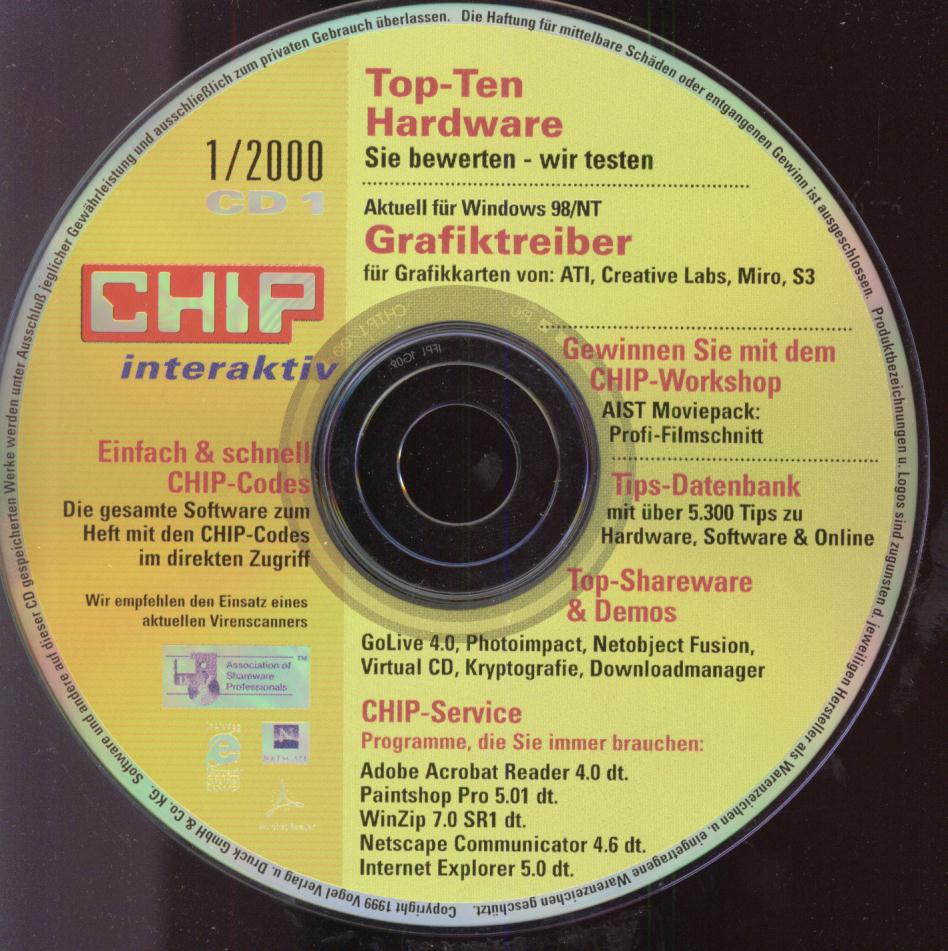 1/2000
CD 1
CHIP
interaktiv
Einfach & schnell
CHIP-Codes
Die gesamte Software zum
Heft mit den CHIP-Codes
im direkten Zugriff
Wir empfehlen den Einsatz eines
aktuellen Virenscanners
Association of
Shareware
Professionals
TM
NETSCAPE
Top-Ten
Hardware
Sie bewerten - wir testen
Aktuell für Windows 98/NT
Grafiktreiber
für Grafikkarten von: ATI, Creative Labs, Miro, S3
Gewinnen Sie mit dem
CHIP-Workshop
AIST Moviepack:
Profi-Filmschnitt
Tips-Datenbank
mit über 5.300 Tips zu
Hardware, Software & Online
Top-Shareware
& Demos
GoLive 4.0, Photoimpact, Netobject Fusion,
Virtual CD, Kryptografie, Downloadmanager
CHIP-Service
Programme, die Sie immer brauchen:
Adobe Acrobat Reader 4.0 dt.
Paintshop Pro 5.01 dt.
WinZip 7.0 SR1 dt.
Netscape Communicator 4.6 dt.
Internet Explorer 5.0 dt.
Software und andere auf dieser CD gespeicherten Werke werden unter Ausschluß jeglicher Gewährleistung und ausschließlich zum privaten Gebrauch überlassen. Die Haftung für mittelbare Schäden oder entgangenen Gewinn ist ausgeschlossen. Produktbezeichnungen u. Logos sind zugunsten d. jeweiligen Hersteller als Warenzeichen u. eingetragene Warenzeichen geschützt. Copyright 1999 Vogel Verlag u. Druck GmbH & Co. KG.